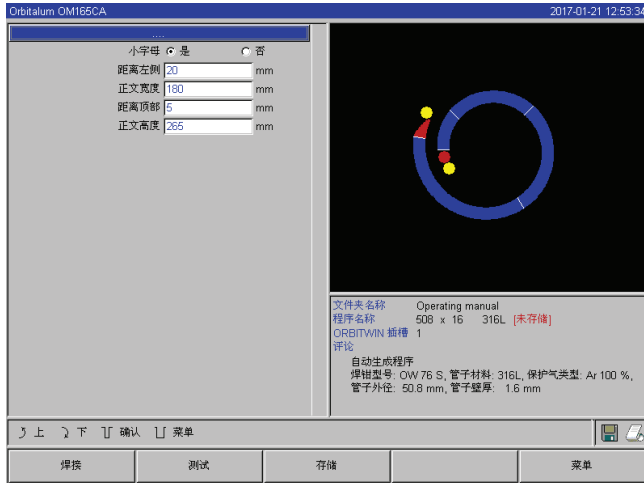 Orbitalum OM165CA 2017-01-21 12:53:34
....
小字母 是 否
距离左侧 20 mm
正文宽度 180 mm
距离顶部 5 mm
正文高度 265 mm
文件夹名称 Operating manual
程序名称 508 x 16 316L [未存储]
ORBITWIN 插槽 1
评论
自动生成程序
焊钳型号: OW 76 S, 管子材料: 316L, 保护气类型: Ar 100 %,
管子外径: 50.8 mm, 管子壁厚: 1.6 mm
上 下 确认 菜单
焊接 测试 存储 菜单